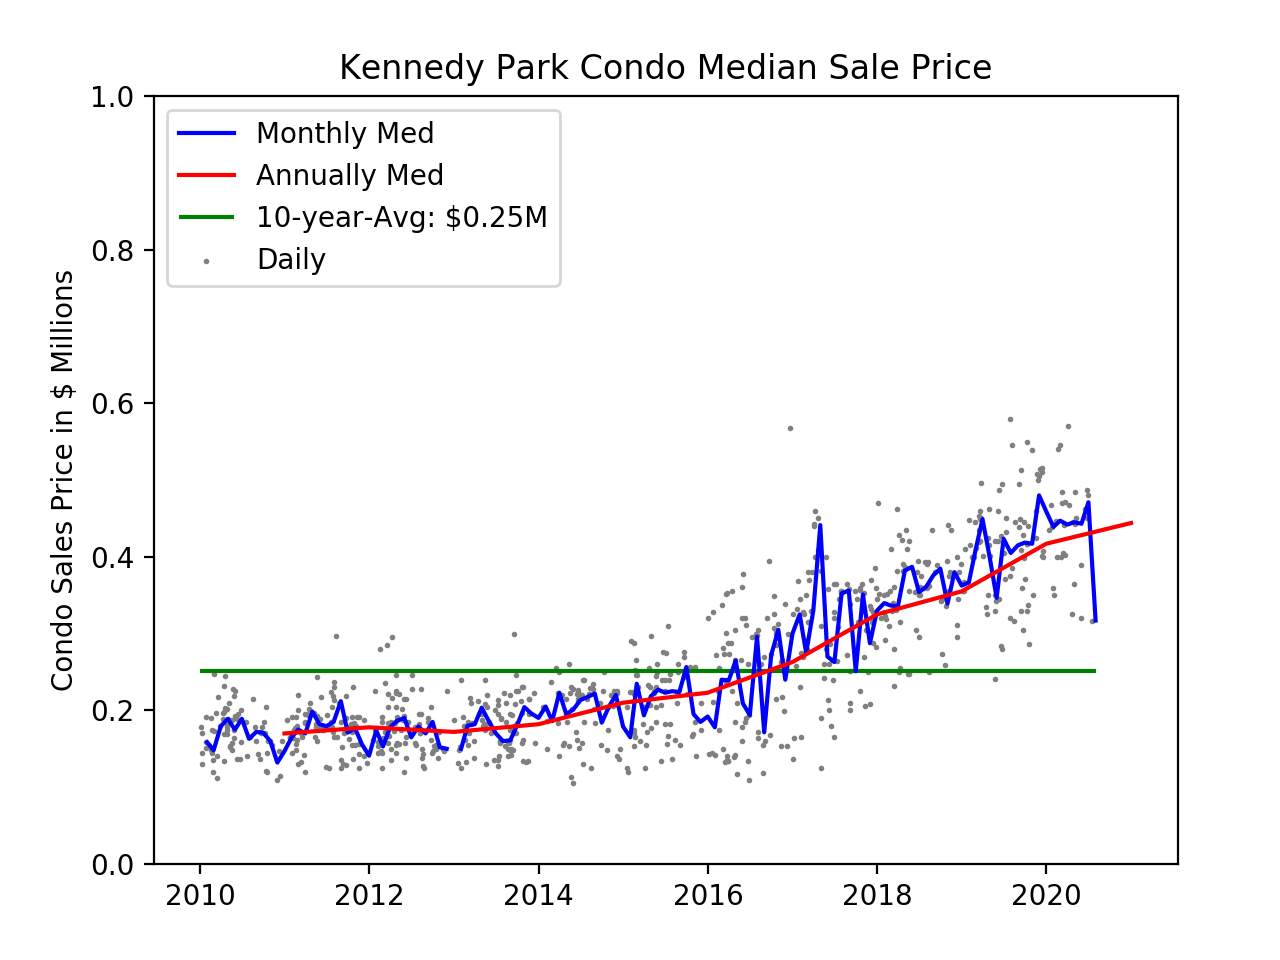 Kennedy Park Condo Median Sale Price
Condo Sales Price in $ Millions
1.0
0.8
0.6
0.4
0.2
0.0
Monthly Med
Annually Med
10-year-Avg: $0.25M
Daily
2010 2012 2014 2016 2018 2020